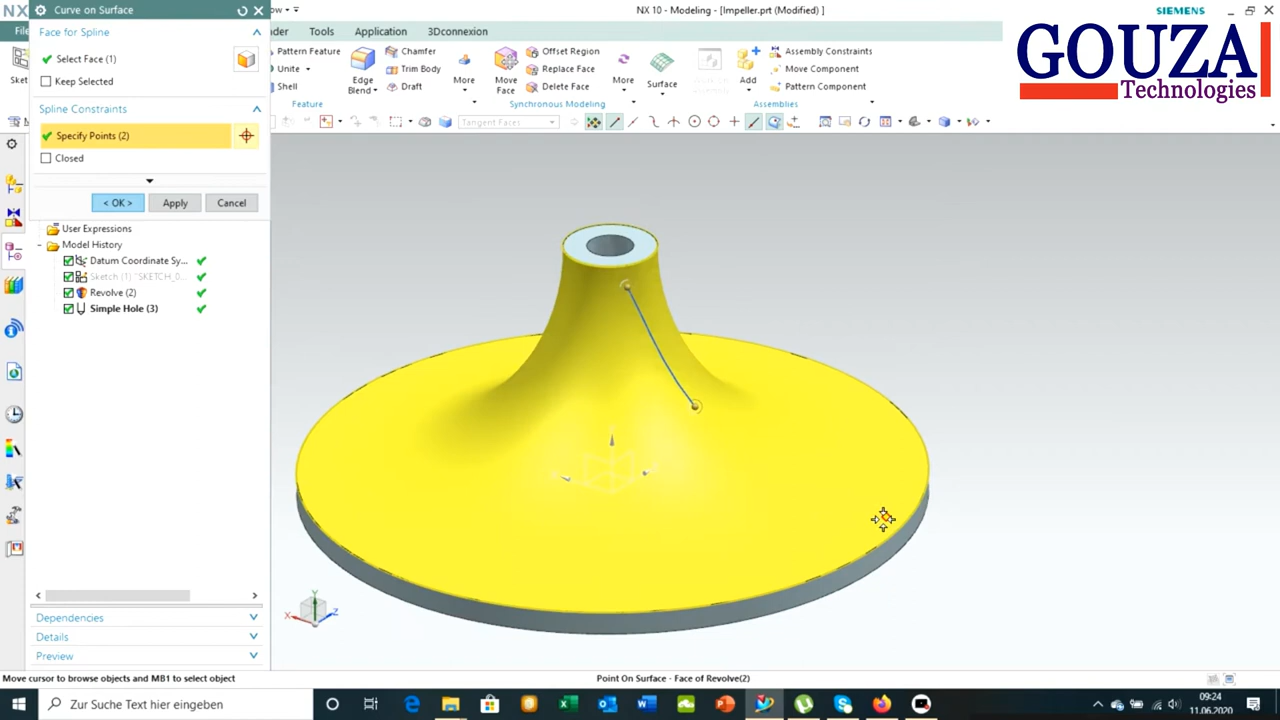 NX
Curve on Surface
NX 10 - Modeling - [Impeller.prt (Modified) ]
SIEMENS
Face for Spline
Tools
Application
3Dconnexion
Select Face (1)
Keep Selected
Pattern Feature
Unite
Shell
Edge
Blend
Chamfer
Trim Body
Draft
More
Move
Face
Offset Region
Replace Face
Delete Face
More
Surface
Add
Assembly Constraints
Move Component
Pattern Component
GOUZA
Technologies
Feature
Synchronous Modeling
Assemblies
Spline Constraints
Tangent Faces
Specify Points (2)
Closed
< OK >
Apply
Cancel
User Expressions
Model History
Datum Coordinate Sy...
Sketch (1) "SKETCH_0...
Revolve (2)
Simple Hole (3)
Y
X
Z
Dependencies
Details
Preview
Move cursor to browse objects and MB1 to select object
Point On Surface - Face of Revolve(2)
Zur Suche Text hier eingeben
09:24
11.06.2020